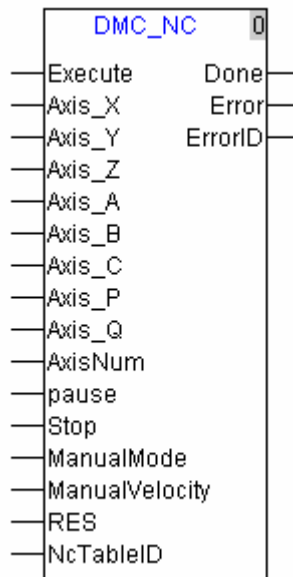 DMC_NC 0
Execute Done
Axis_X Error
Axis_Y ErrorID
Axis_Z
Axis_A
Axis_B
Axis_C
Axis_P
Axis_Q
AxisNum
pause
Stop
ManualMode
ManualVelocity
RES
NcTableID